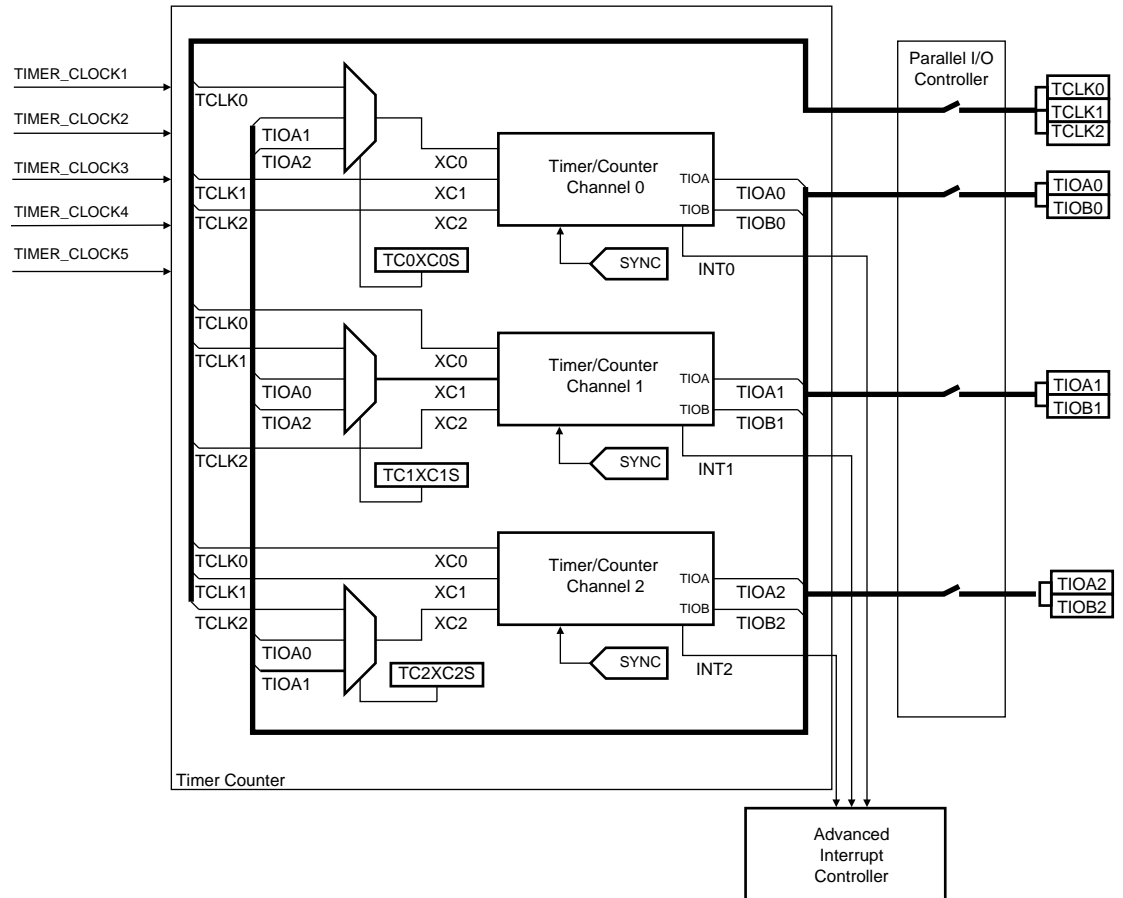 Parallel I/O
Controller
TIMER_CLOCK1
TIMER_CLOCK2
TIMER_CLOCK3
TIMER_CLOCK4
TIMER_CLOCK5
TCLK0
TIOA1
TIOA2
TCLK1
TCLK2
XC0
XC1
XC2
Timer/Counter
Channel 0
TIOA
TIOB
TIOA0
TIOB0
TC0XC0S
SYNC
INT0
TCLK0
TCLK1
TCLK2
TIOA0
TIOB0
TCLK0
TCLK1
TIOA0
TIOA2
TCLK2
XC0
XC1
XC2
Timer/Counter
Channel 1
TIOA
TIOB
TIOA1
TIOB1
TC1XC1S
SYNC
INT1
TIOA1
TIOB1
TCLK0
TCLK1
TCLK2
TIOA0
TIOA1
XC0
XC1
XC2
Timer/Counter
Channel 2
TIOA
TIOB
TIOA2
TIOB2
TC2XC2S
SYNC
INT2
TIOA2
TIOB2
Timer Counter
Advanced
Interrupt
Controller